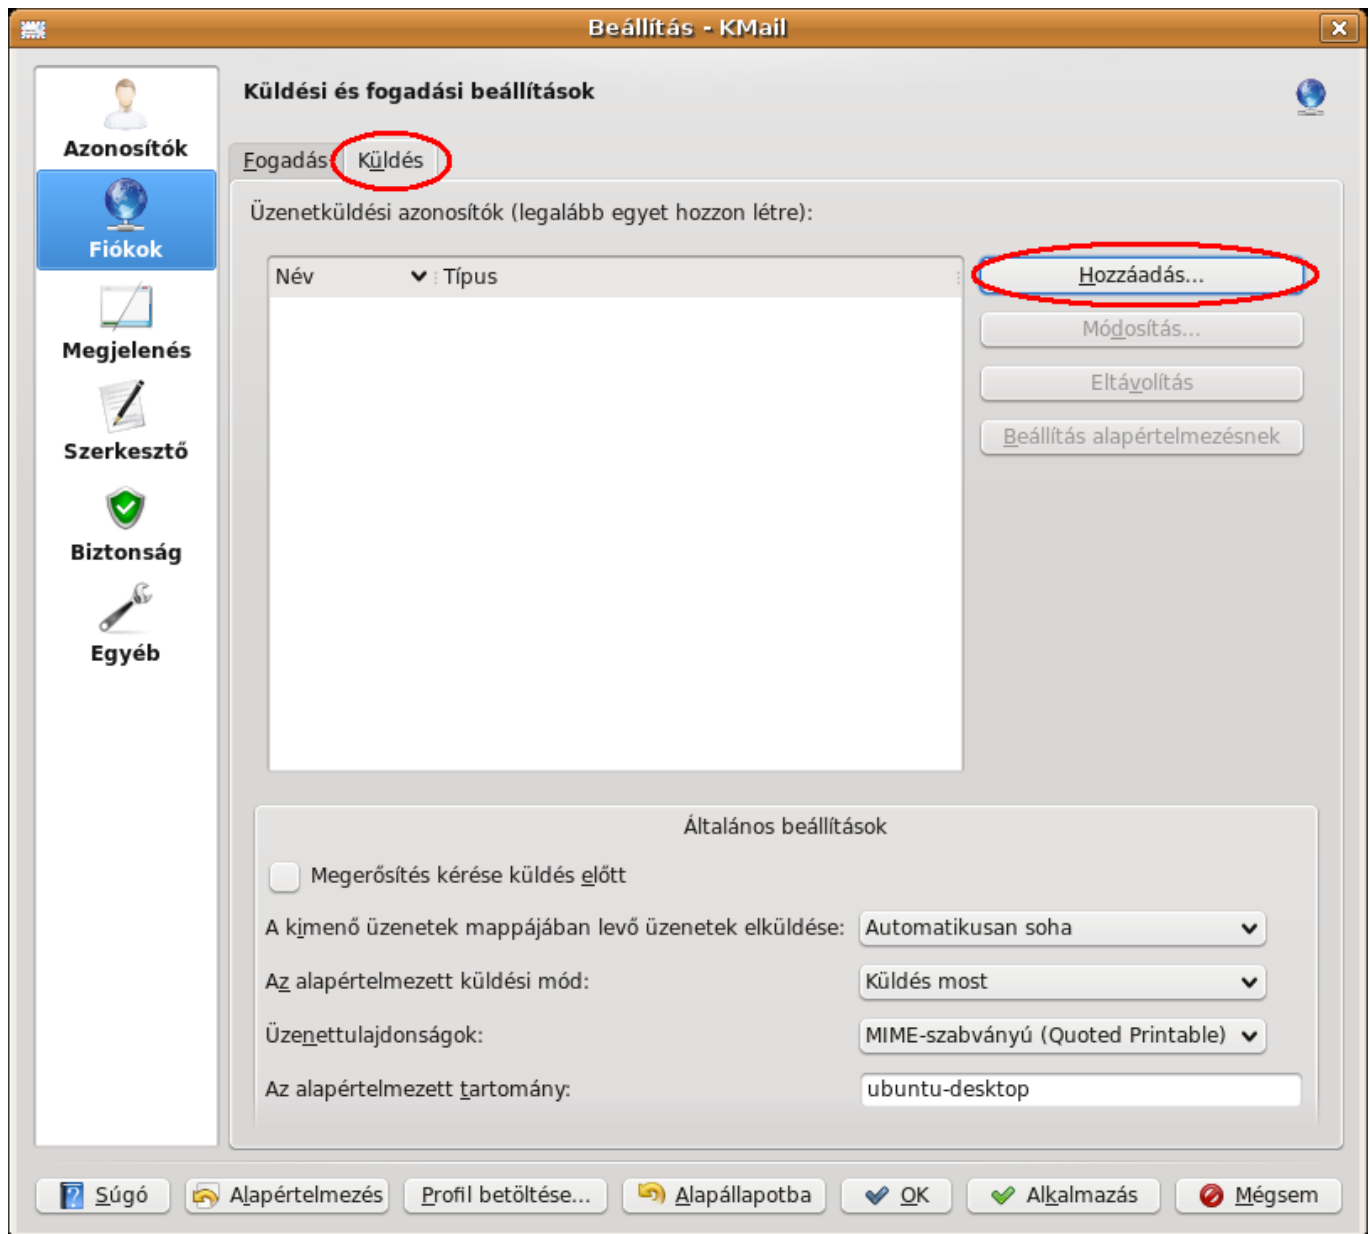 Beállítás - KMail
Küldési és fogadási beállítások
Azonosítók
Fiókok
Megjelenés
Szerkesztő
Biztonság
Egyéb
Fogadás Küldés
Üzenetküldési azonosítók (legalább egyet hozzon létre):
Név Típus
Hozzáadás...
Módosítás...
Eltávolítás
Beállítás alapértelmezésnek
Általános beállítások
Megerősítés kérése küldés előtt
A kimenő üzenetek mappájában levő üzenetek elküldése: Automatikusan soha
Az alapértelmezett küldési mód: Küldés most
Üzenettulajdonságok: MIME-szabványú (Quoted Printable)
Az alapértelmezett tartomány: ubuntu-desktop
Súgó Alapértelmezés Profil betöltése... Alapállapotba OK Alkalmazás Mégsem